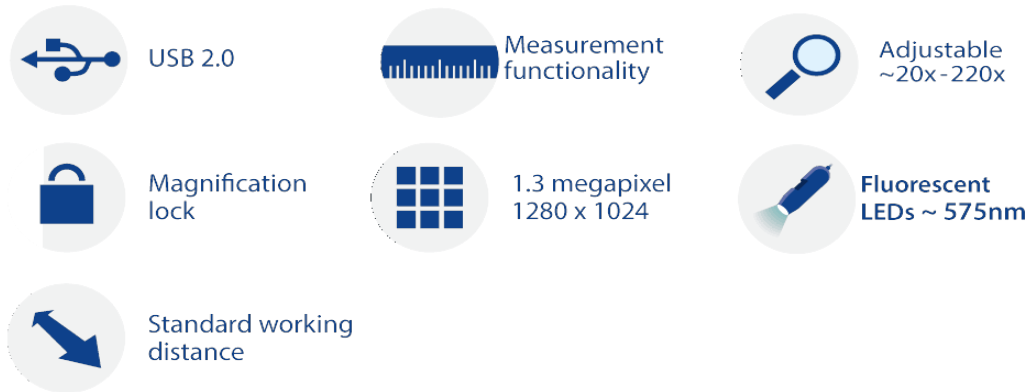 USB 2.0
Measurement
functionality
Adjustable
~20x-220x
Magnification
lock
1.3 megapixel
1280 x 1024
Fluorescent
LEDs ~ 575nm
Standard working
distance